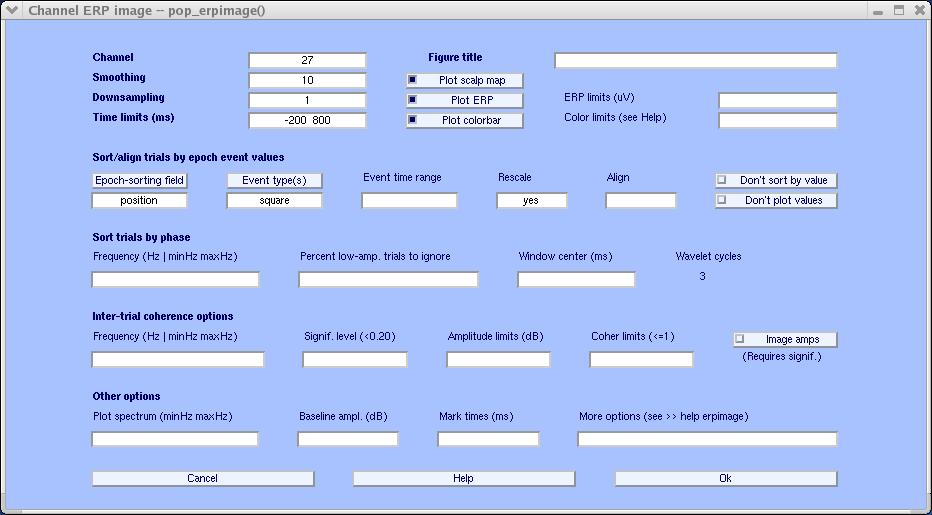 Channel ERP image -- pop_erpimage()
Channel 27 Figure title
Smoothing 10 Plot scalp map
Downsampling 1 Plot ERP ERP limits (uV)
Time limits (ms) -200 800 Plot colorbar Color limits (see Help)
Sort/align trials by epoch event values
Epoch-sorting field Event type(s) Event time range Rescale Align Don't sort by value
position square yes Don't plot values
Sort trials by phase
Frequency (Hz | minHz maxHz) Percent low-amp. trials to ignore Window center (ms) Wavelet cycles
3
Inter-trial coherence options
Frequency (Hz | minHz maxHz) Signif. level (<0.20) Amplitude limits (dB) Coher limits (<=1) Image amps
(Requires signif.)
Other options
Plot spectrum (minHz maxHz) Baseline ampl. (dB) Mark times (ms) More options (see >> help erpimage)
Cancel Help Ok